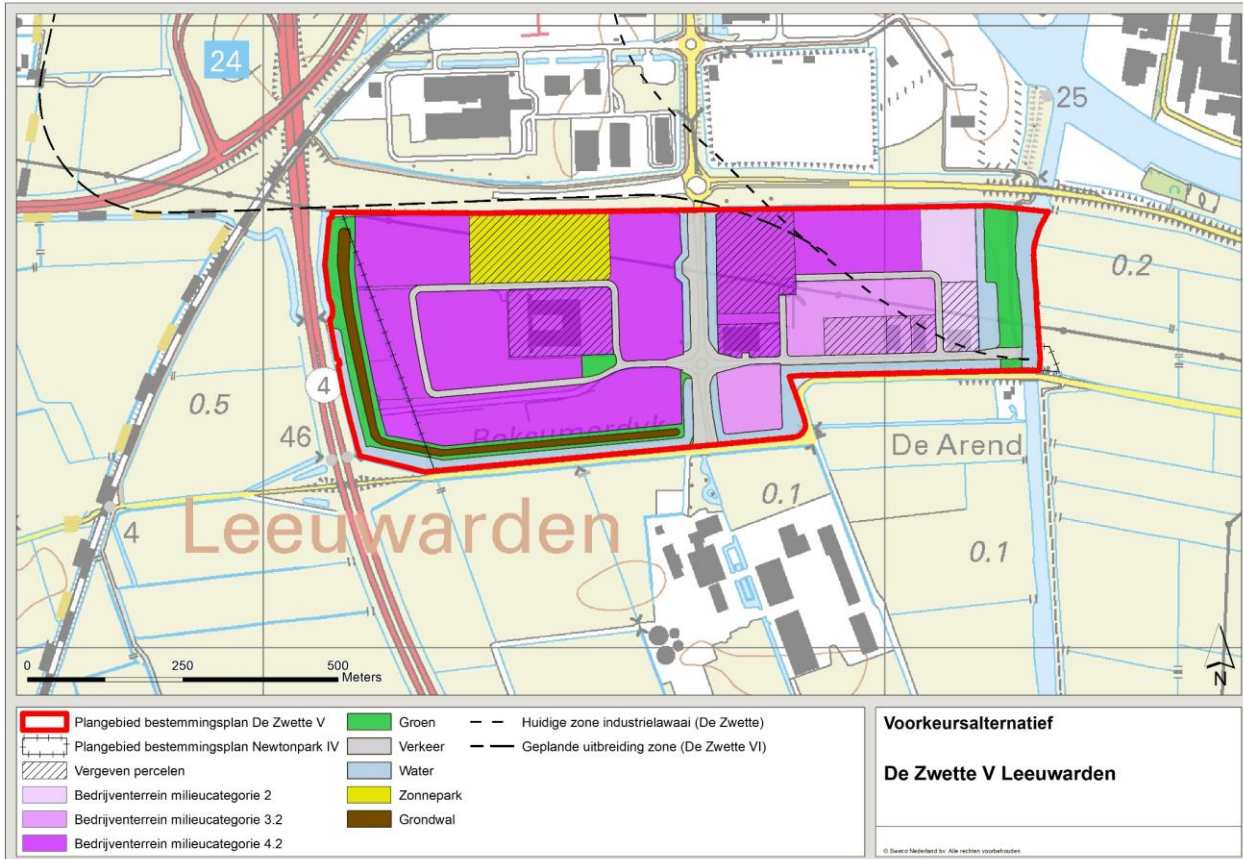 24
25
0.2
4
0.5
46
Boksumerdyk
De Arend
0.1
4
Leeuwarden
0.1
0 250 500
Meters
N
Plangebied bestemmingsplan De Zwette V
Plangebied bestemmingsplan Newtonpark IV
Vergeven percelen
Bedrijventerrein milieucategorie 2
Bedrijventerrein milieucategorie 3.2
Bedrijventerrein milieucategorie 4.2
Groen
Verkeer
Water
Zonnepark
Grondwal
Huidige zone industrielawaai (De Zwette)
Geplande uitbreiding zone (De Zwette VI)
Voorkeursalternatief
De Zwette V Leeuwarden
© Sweco Nederland bv Alle rechten voorbehouden